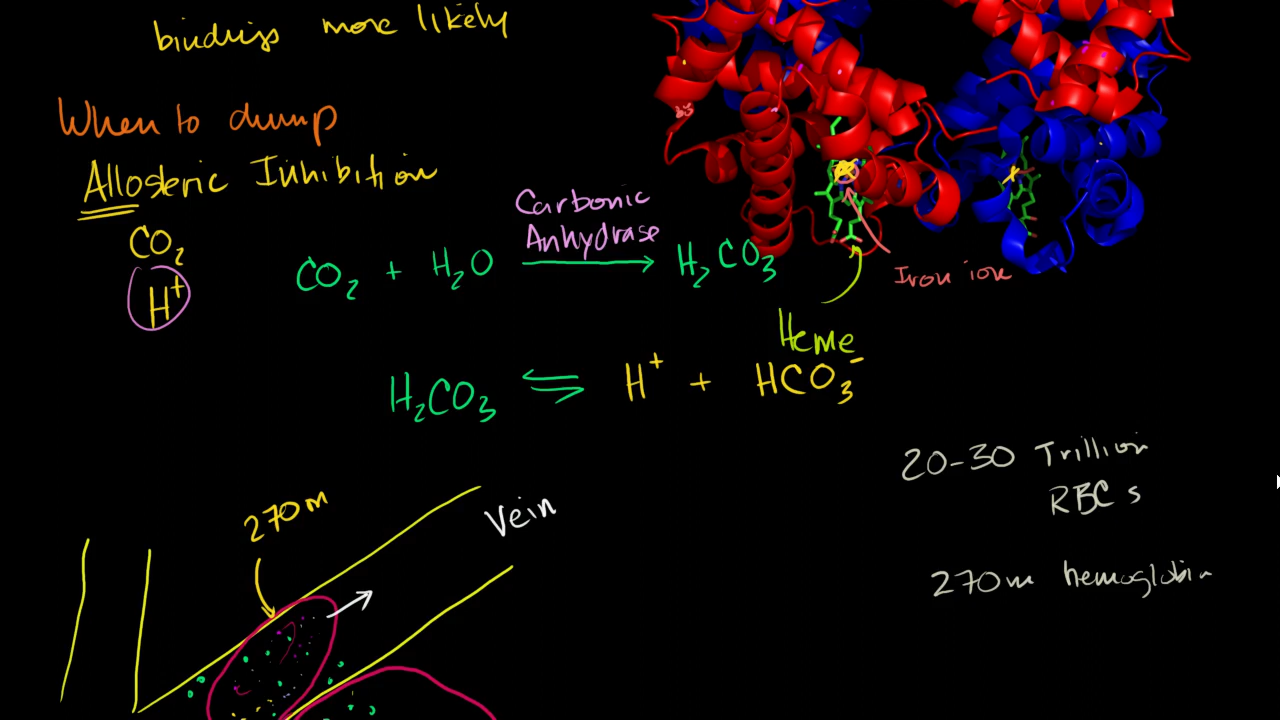 bindings more likely
When to dump
Allosteric Inhibition
CO₂
H⁺
CO₂ + H₂O
Carbonic
Anhydrase
H₂CO₃
Iron ion
Heme
H₂CO₃ ⇌ H⁺ + HCO₃⁻
20-30 Trillion
RBCs
270m
Vein
270m hemoglobin